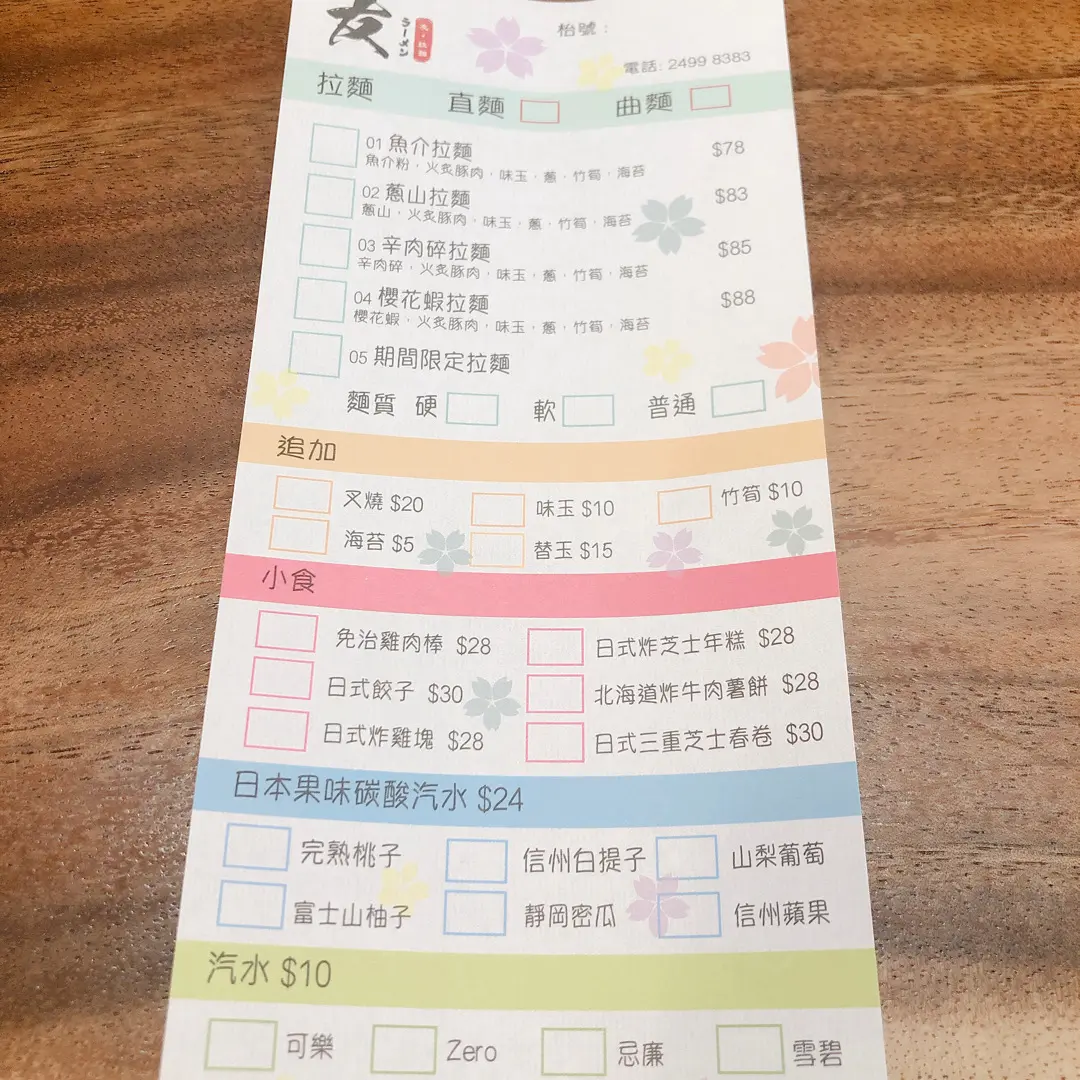 友
ラーメン
枱號：
電話: 2499 8383
拉麵 直麵 曲麵
01 魚介拉麵 $78
魚介粉，火炙豚肉，味玉，蔥，竹筍，海苔
02 蔥山拉麵 $83
蔥山，火炙豚肉，味玉，蔥，竹筍，海苔
03 辛肉碎拉麵 $85
辛肉碎，火炙豚肉，味玉，蔥，竹筍，海苔
04 櫻花蝦拉麵 $88
櫻花蝦，火炙豚肉，味玉，蔥，竹筍，海苔
05 期間限定拉麵
麵質 硬 軟 普通
追加
叉燒 $20 味玉 $10 竹筍 $10
海苔 $5 替玉 $15
小食
免治雞肉棒 $28 日式炸芝士年糕 $28
日式餃子 $30 北海道炸牛肉薯餅 $28
日式炸雞塊 $28 日式三重芝士春卷 $30
日本果味碳酸汽水 $24
完熟桃子 信州白提子 山梨葡萄
富士山柚子 靜岡密瓜 信州蘋果
汽水 $10
可樂 Zero 忌廉 雪碧